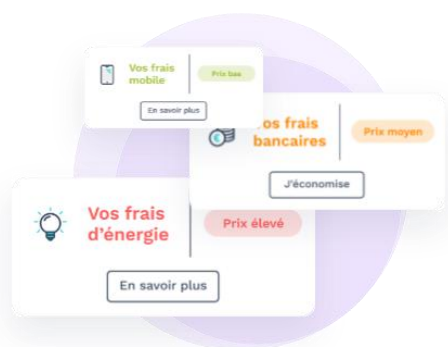 Vos frais
mobile
Prix bas
En savoir plus
os frais
bancaires
Prix moyen
J'économise
Vos frais
d'énergie
Prix élevé
En savoir plus